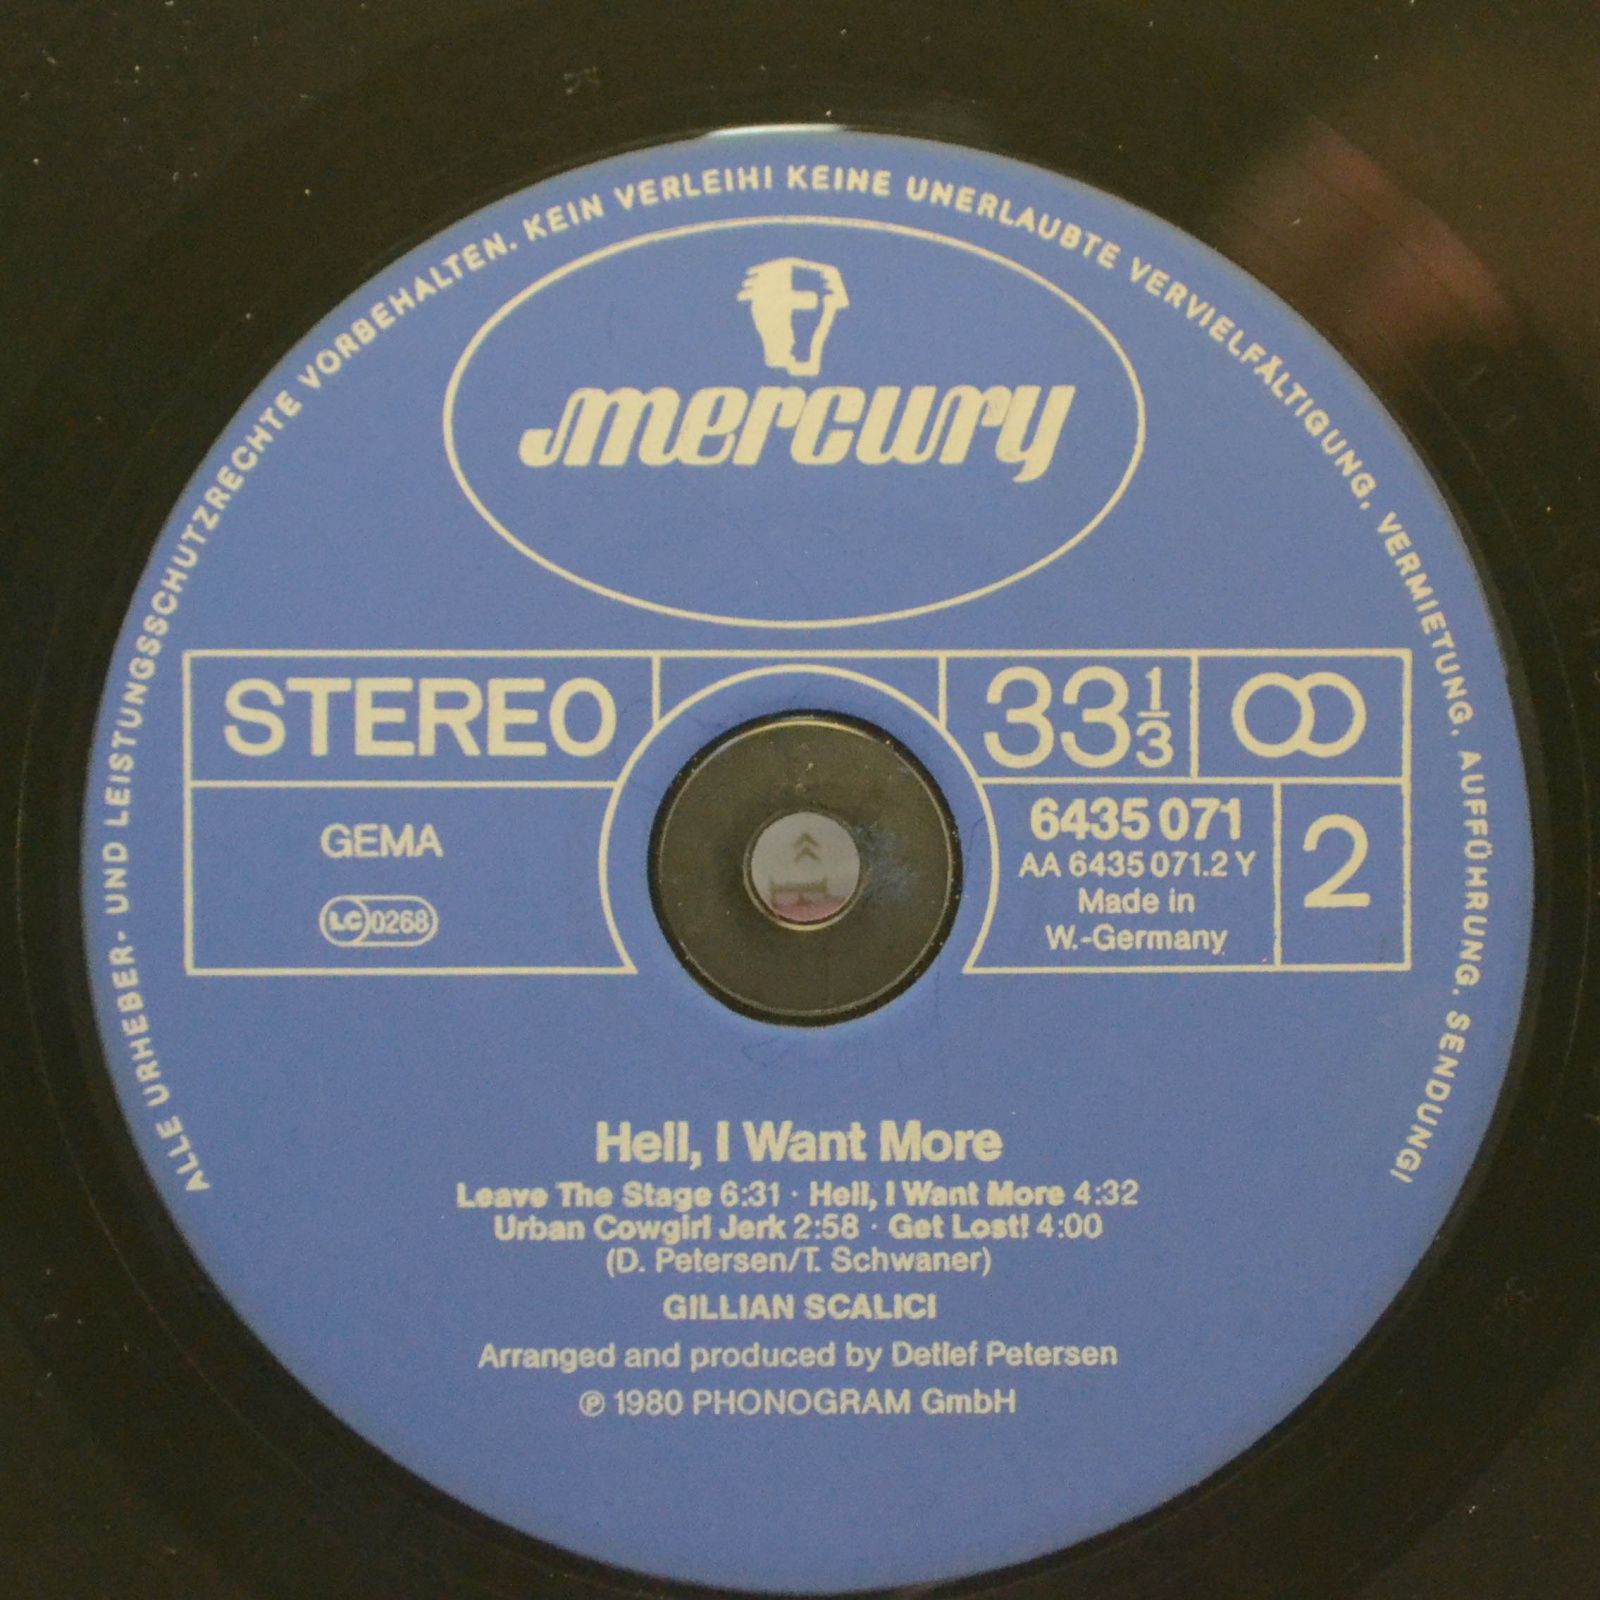 ALLE URHEBER- UND LEISTUNGSSCHUTZRECHTE VORBEHALTEN. KEIN VERLEIH! KEINE UNERLAUBTE VERVIELFÄLTIGUNG, VERMIETUNG, AUFFÜHRUNG, SENDUNG!
mercury
STEREO
33 1/3
GEMA
LC 0268
6435 071
AA 6435 071.2 Y
Made in
W.-Germany
2
Hell, I Want More
Leave The Stage 6:31 · Hell, I Want More 4:32
Urban Cowgirl Jerk 2:58 · Get Lost! 4:00
(D. Petersen/T. Schwaner)
GILLIAN SCALICI
Arranged and produced by Detlef Petersen
℗ 1980 PHONOGRAM GmbH